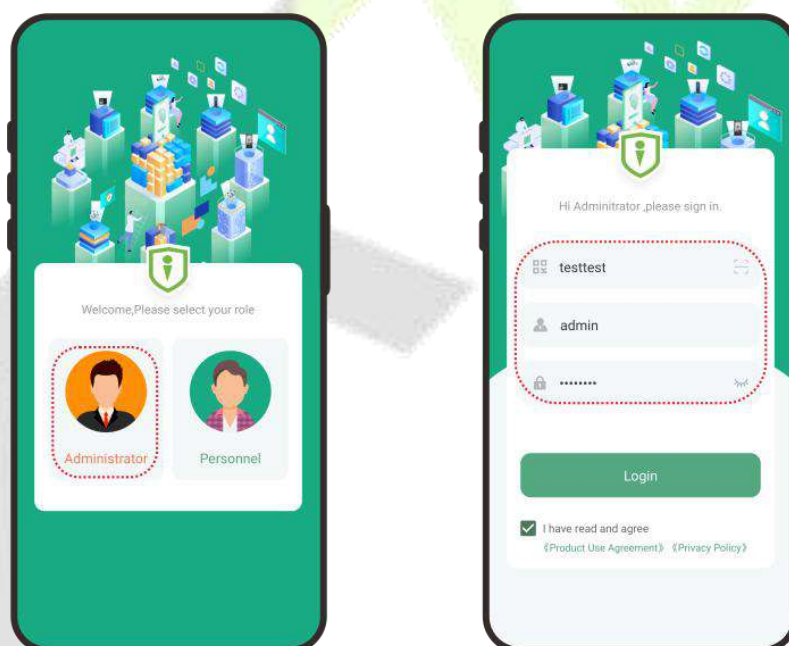 Welcome,Please select your role
Administrator
Personnel
Hi Adminitrator ,please sign in.
testtest
admin
••••••••
Login
I have read and agree
《Product Use Agreement》 《Privacy Policy》